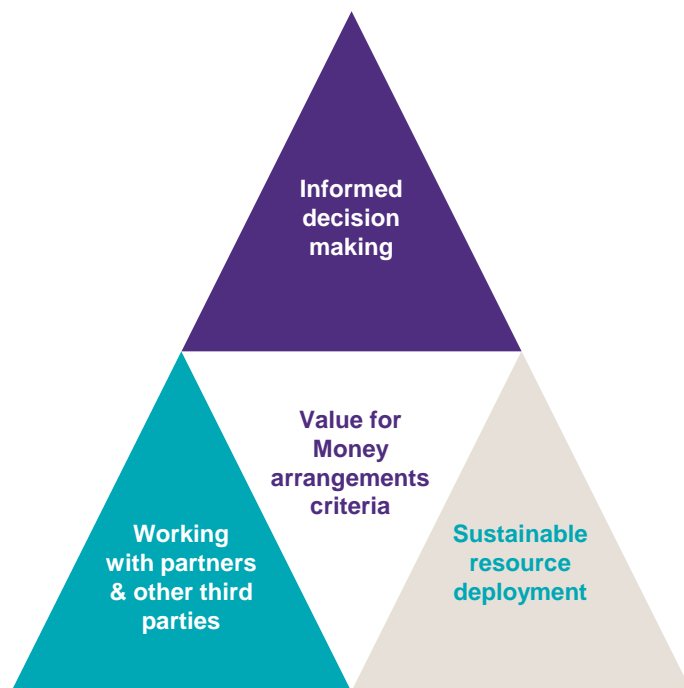 Informed
decision
making
Value for
Money
arrangements
criteria
Working
with partners
& other third
parties
Sustainable
resource
deployment